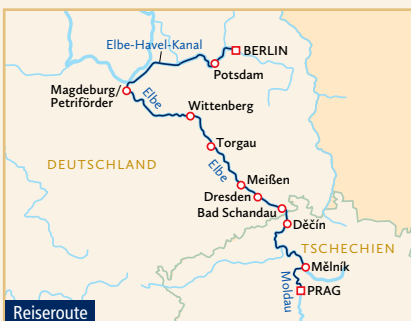 Elbe-Havel-Kanal
BERLIN
Potsdam
Magdeburg/
Petriförder
Elbe
Wittenberg
Torgau
DEUTSCHLAND
Elbe
Meißen
Dresden
Bad Schandau
Děčín
TSCHECHIEN
Mělník
Moldau
PRAG
Reiseroute